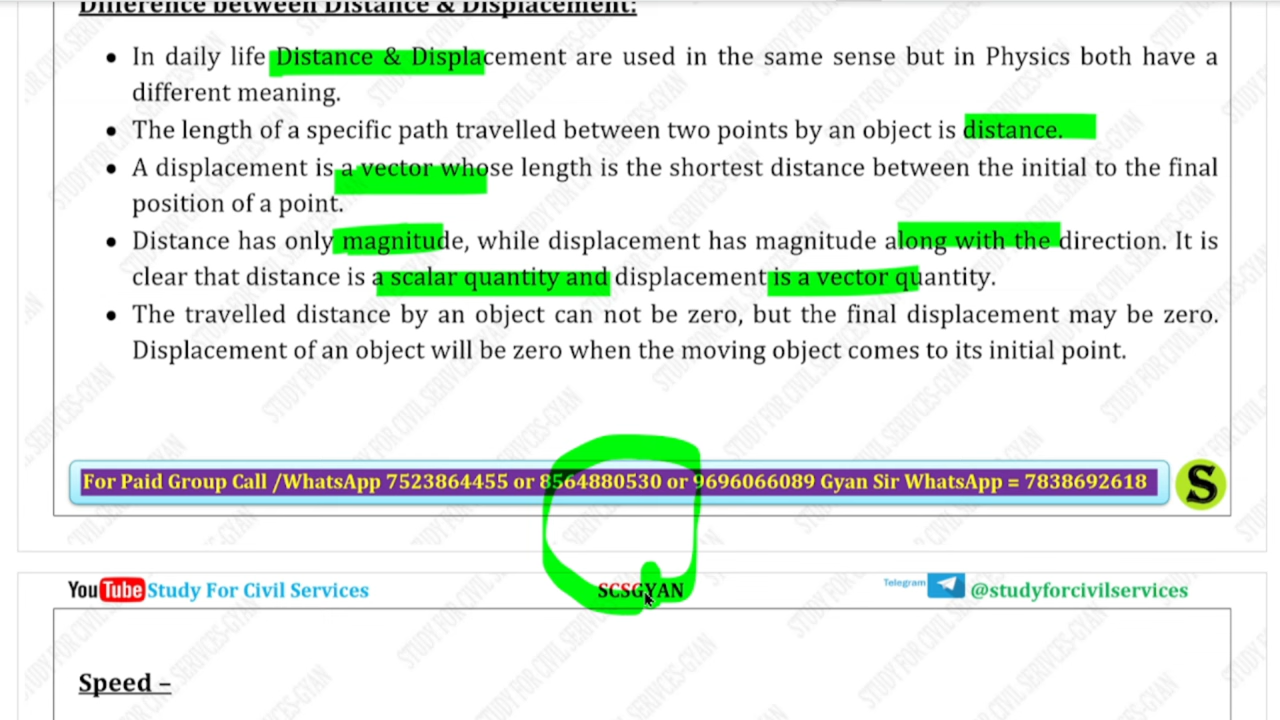 Difference between Distance & Displacement:
• In daily life Distance & Displacement are used in the same sense but in Physics both have a
different meaning.
• The length of a specific path travelled between two points by an object is distance.
• A displacement is a vector whose length is the shortest distance between the initial to the final
position of a point.
• Distance has only magnitude, while displacement has magnitude along with the direction. It is
clear that distance is a scalar quantity and displacement is a vector quantity.
• The travelled distance by an object can not be zero, but the final displacement may be zero.
Displacement of an object will be zero when the moving object comes to its initial point.
For Paid Group Call /WhatsApp 7523864455 or 8564880530 or 9696066089 Gyan Sir WhatsApp = 7838692618
S
YouTube Study For Civil Services SCSGYAN Telegram @studyforcivilservices
Speed –
STUDY FOR CIVIL SERIVCES-GYAN